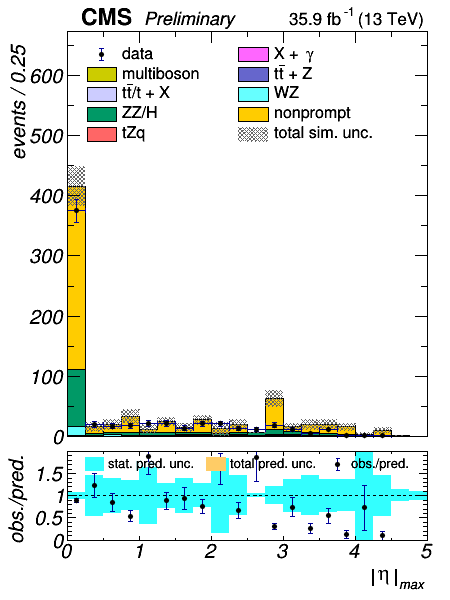 CMS Preliminary 35.9 fb⁻¹ (13 TeV)
events / 0.25
600
500
400
300
200
100
0
data
multiboson
tt̄/t + X
ZZ/H
tZq
X + γ
tt̄ + Z
WZ
nonprompt
total sim. unc.
obs./pred.
1.5
1
0.5
0
stat. pred. unc. total pred. unc. obs./pred.
0 1 2 3 4 5
|η|max